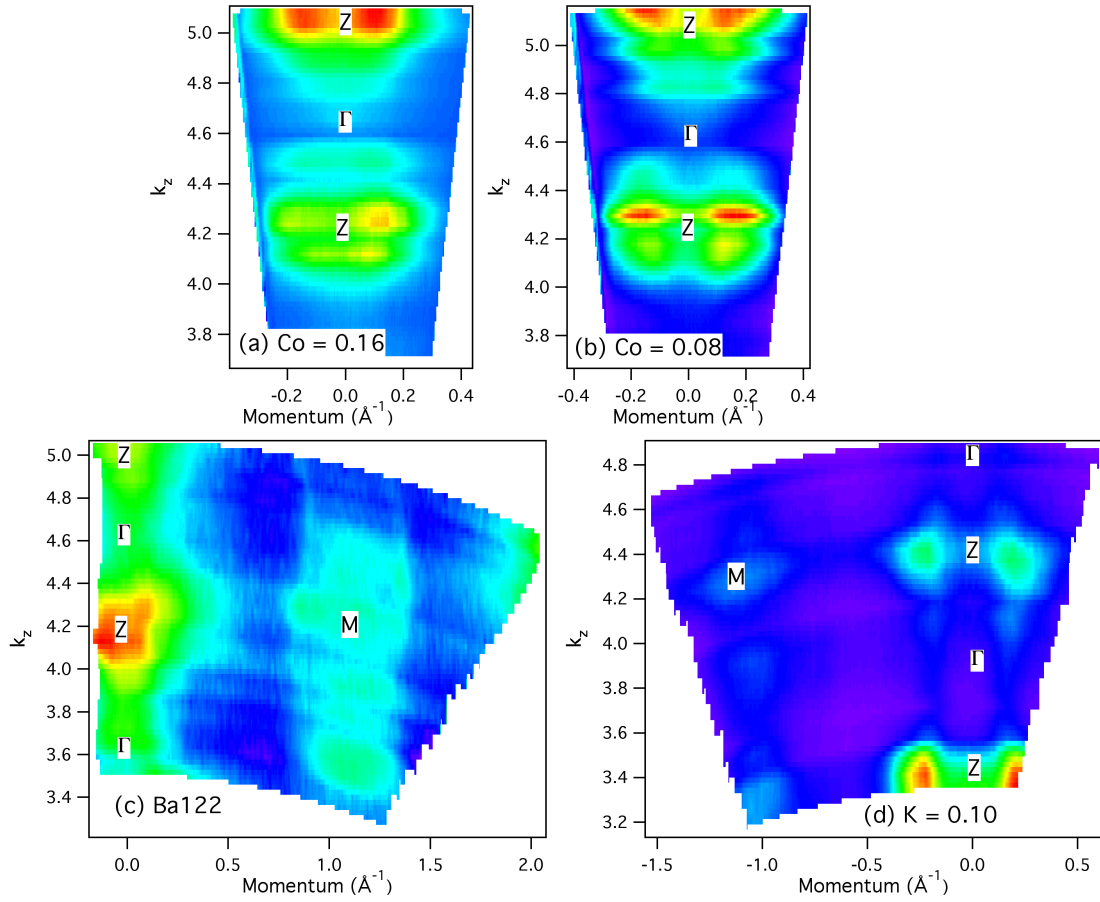 5.0
4.8
4.6
4.4
4.2
4.0
3.8
k_z
Z
Γ
Z
(a) Co = 0.16
-0.2 0.0 0.2 0.4
Momentum (Å⁻¹)
5.0
4.8
4.6
4.4
4.2
4.0
3.8
k_z
Z
Γ
Z
(b) Co = 0.08
-0.4 -0.2 0.0 0.2 0.4
Momentum (Å⁻¹)
5.0
4.8
4.6
4.4
4.2
4.0
3.8
3.6
3.4
k_z
Z
Γ
Z
M
Γ
(c) Ba122
0.0 0.5 1.0 1.5 2.0
Momentum (Å⁻¹)
4.8
4.6
4.4
4.2
4.0
3.8
3.6
3.4
3.2
k_z
Γ
Z
M
Γ
Z
(d) K = 0.10
-1.5 -1.0 -0.5 0.0 0.5
Momentum (Å⁻¹)